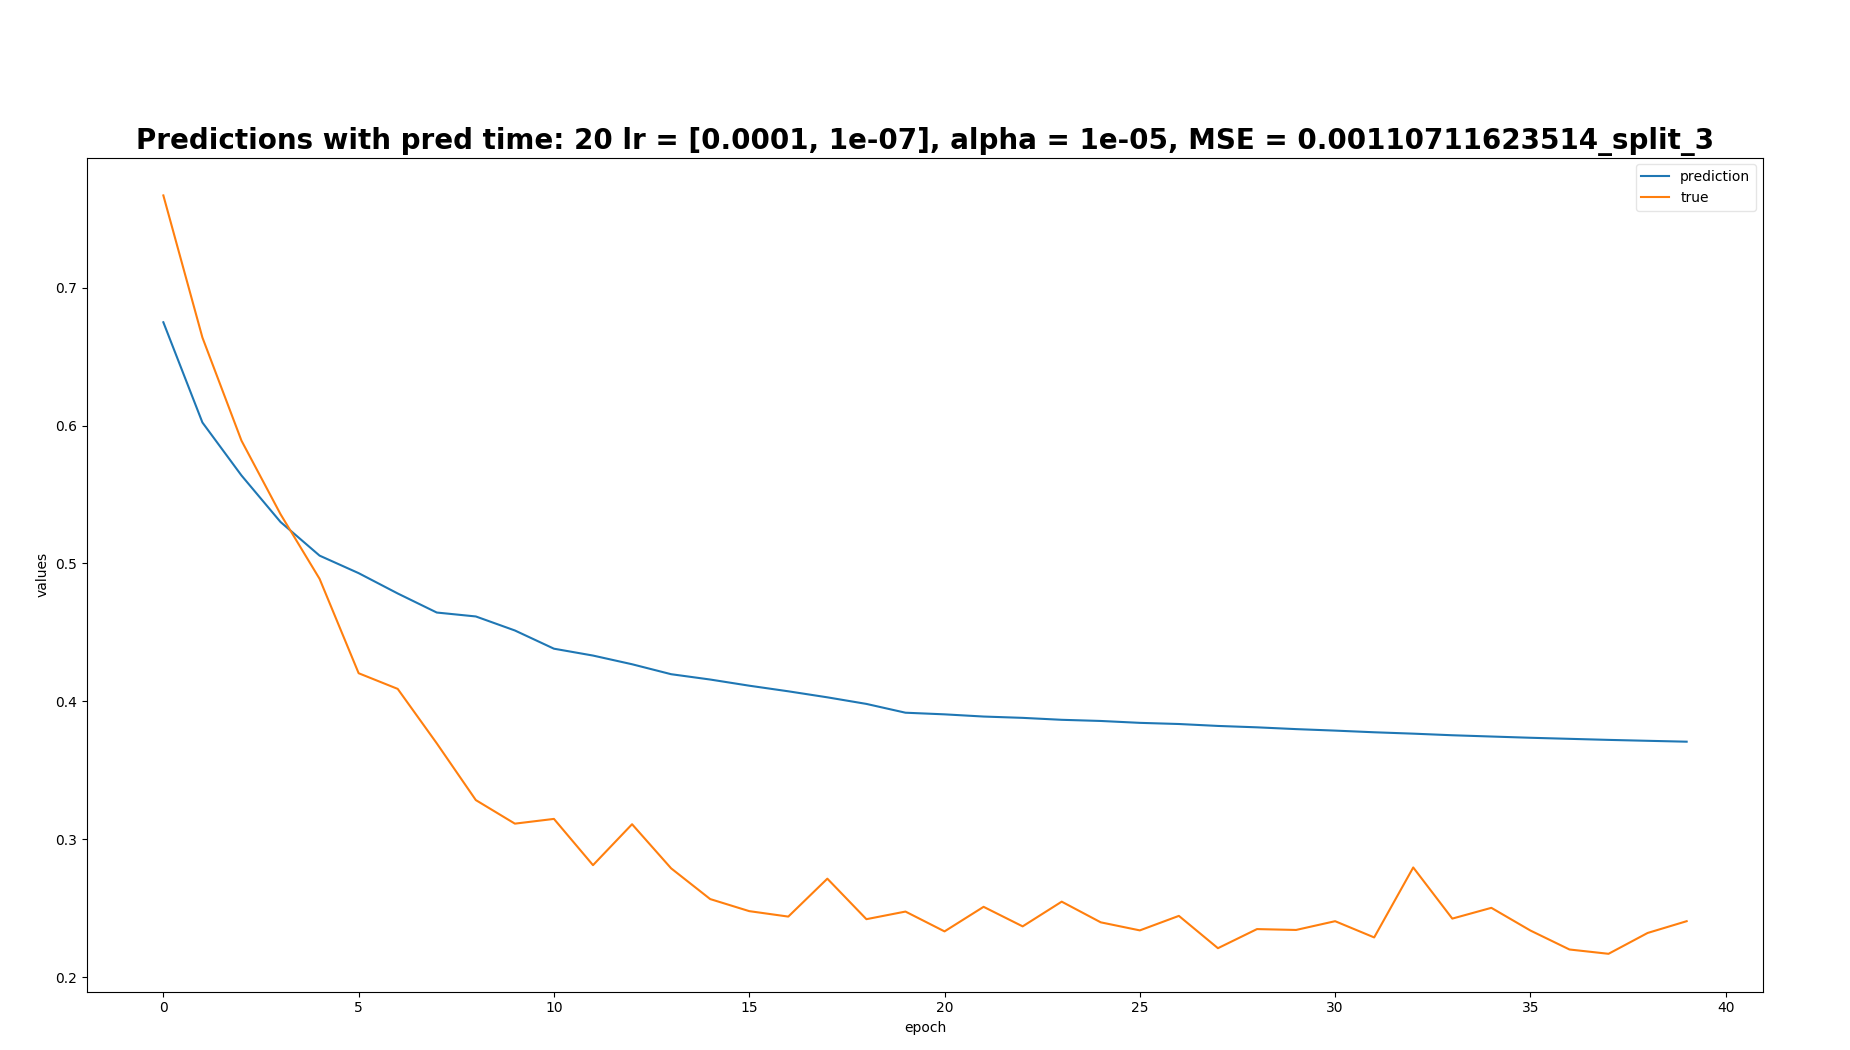 Predictions with pred time: 20 lr = [0.0001, 1e-07], alpha = 1e-05, MSE = 0.00110711623514_split_3
prediction
true
0.7
0.6
0.5
0.4
0.3
0.2
values
0 5 10 15 20 25 30 35 40
epoch